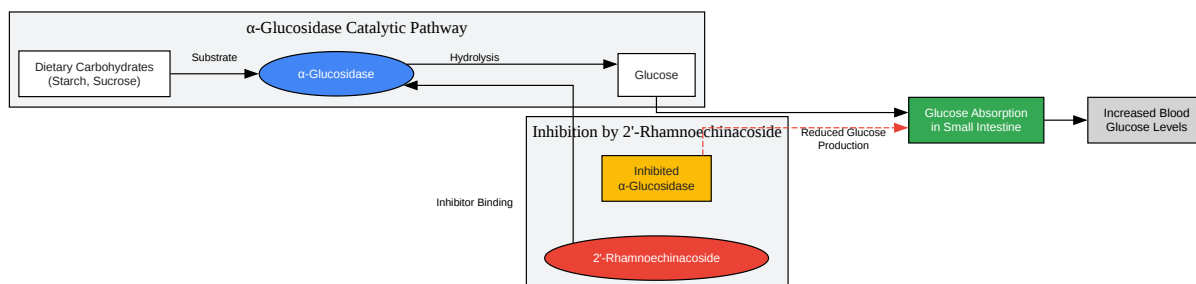 α-Glucosidase Catalytic Pathway
Dietary Carbohydrates
(Starch, Sucrose)
Substrate
α-Glucosidase
Hydrolysis
Glucose
Glucose Absorption
in Small Intestine
Increased Blood
Glucose Levels
Inhibition by 2'-Rhamnoechinacoside
Reduced Glucose
Production
Inhibited
α-Glucosidase
Inhibitor Binding
2'-Rhamnoechinacoside